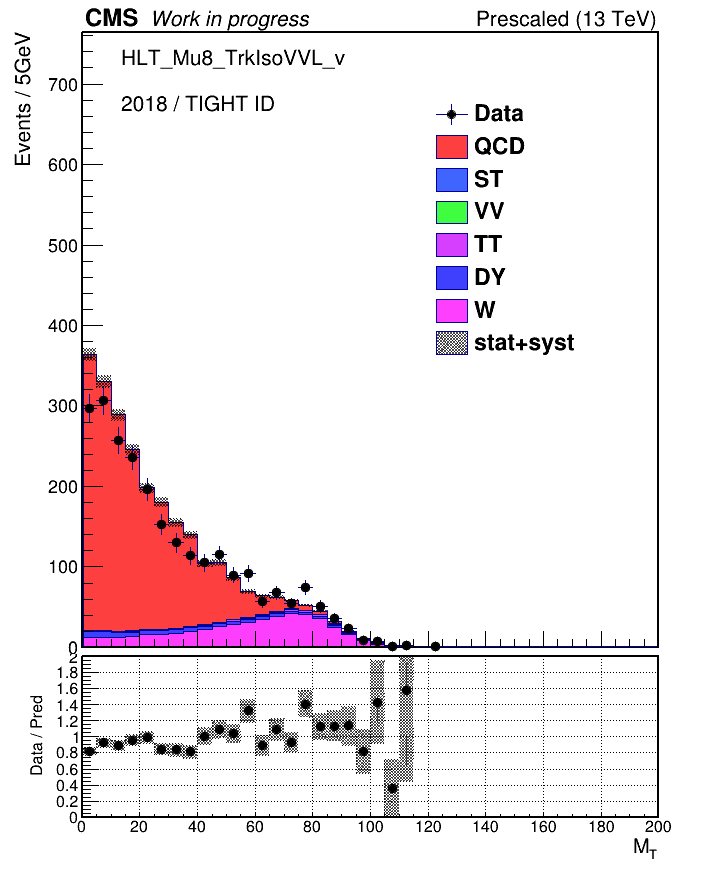 CMS Work in progress Prescaled (13 TeV)
Events / 5GeV
HLT_Mu8_TrkIsoVVL_v
2018 / TIGHT ID
Data
QCD
ST
VV
TT
DY
W
stat+syst
700
600
500
400
300
200
100
0
Data / Pred
2
1.8
1.6
1.4
1.2
1
0.8
0.6
0.4
0.2
0
0 20 40 60 80 100 120 140 160 180 200
M_T